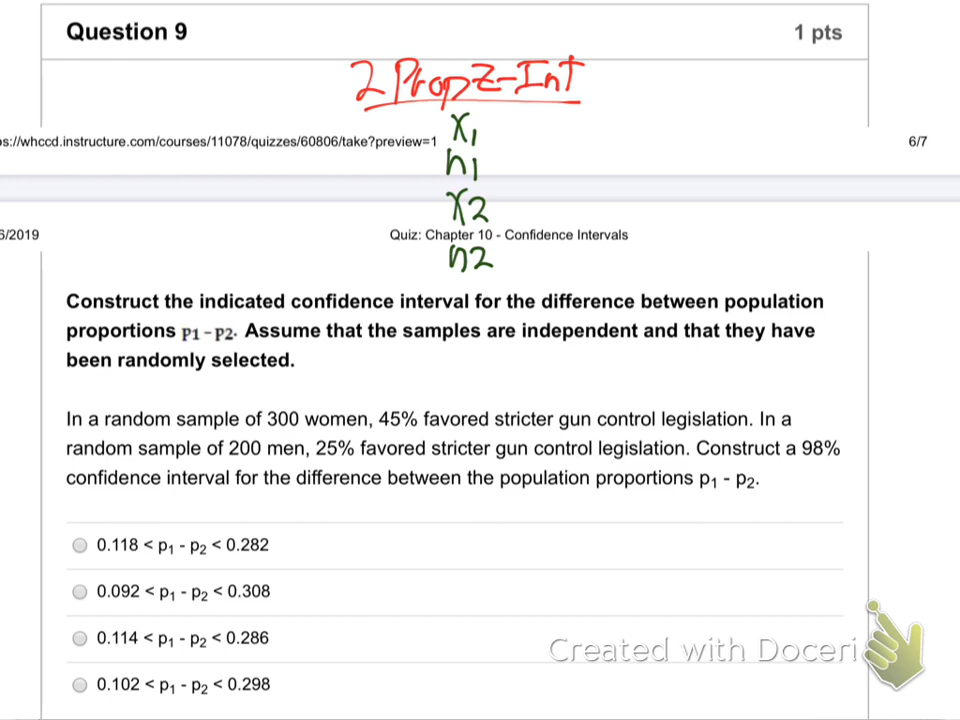 Question 9
1 pts
2 PropZ-Int
x1
s://whccd.instructure.com/courses/11078/quizzes/60806/take?preview=1
6/7
n1
x2
6/2019
Quiz: Chapter 10 - Confidence Intervals
n2
Construct the indicated confidence interval for the difference between population
proportions p1 - p2. Assume that the samples are independent and that they have
been randomly selected.
In a random sample of 300 women, 45% favored stricter gun control legislation. In a
random sample of 200 men, 25% favored stricter gun control legislation. Construct a 98%
confidence interval for the difference between the population proportions p₁ - p₂.
0.118 < p₁ - p₂ < 0.282
0.092 < p₁ - p₂ < 0.308
0.114 < p₁ - p₂ < 0.286
Created with Doceri
0.102 < p₁ - p₂ < 0.298